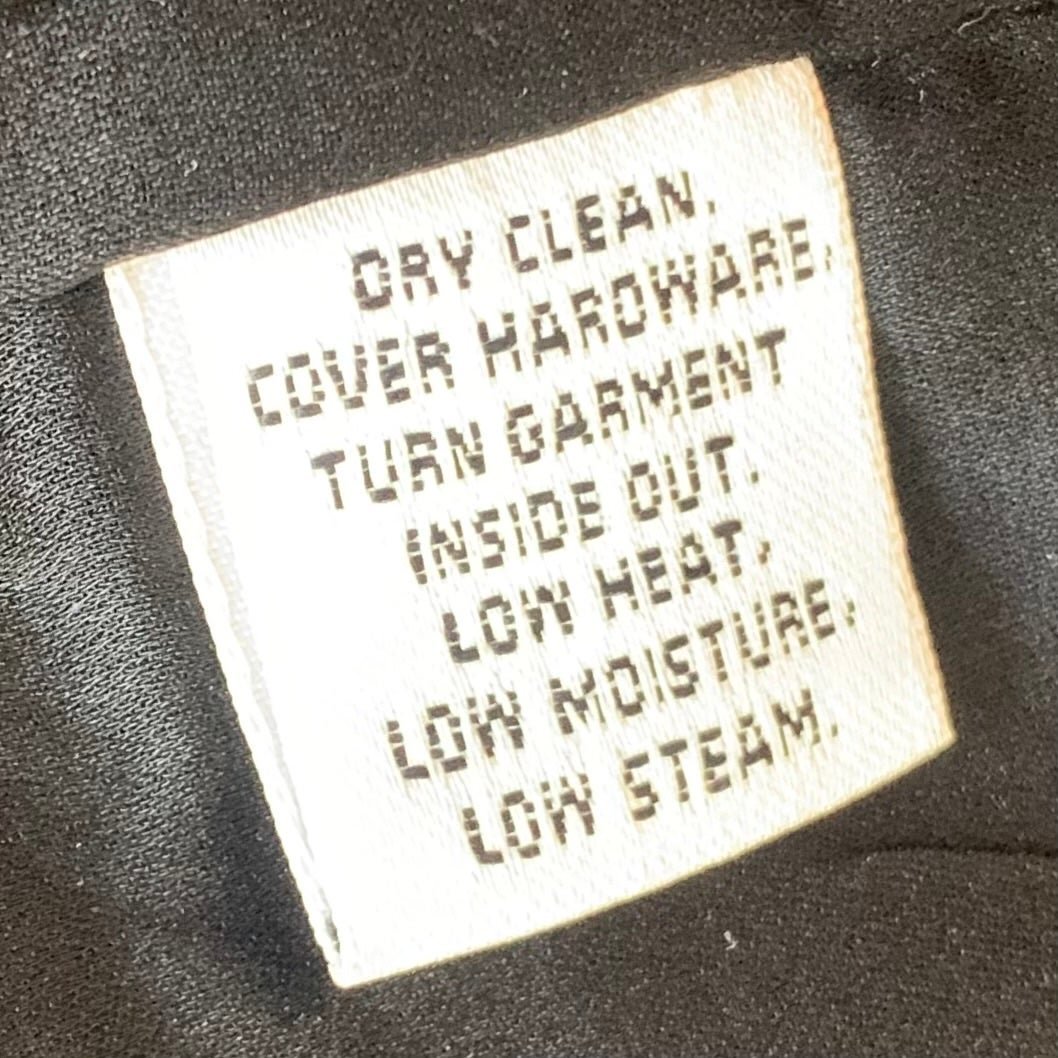 DRY CLEAN.
COVER HARDWARE,
TURN GARMENT
INSIDE OUT.
LOW HEAT,
LOW MOISTURE,
LOW STEAM.